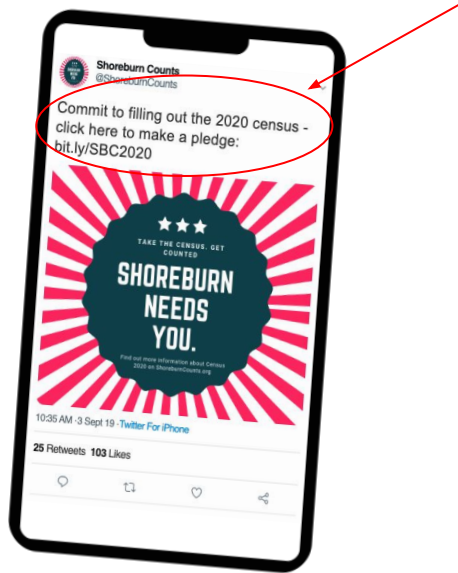 Shoreburn Counts
@ShoreburnCounts
Commit to filling out the 2020 census -
click here to make a pledge:
bit.ly/SBC2020
TAKE THE CENSUS. GET
COUNTED
SHOREBURN
NEEDS
YOU.
Find out more information about Census
2020 on ShoreburnCounts.org
10:35 AM -3 Sept 19 -Twitter For iPhone
25 Retweets 103 Likes